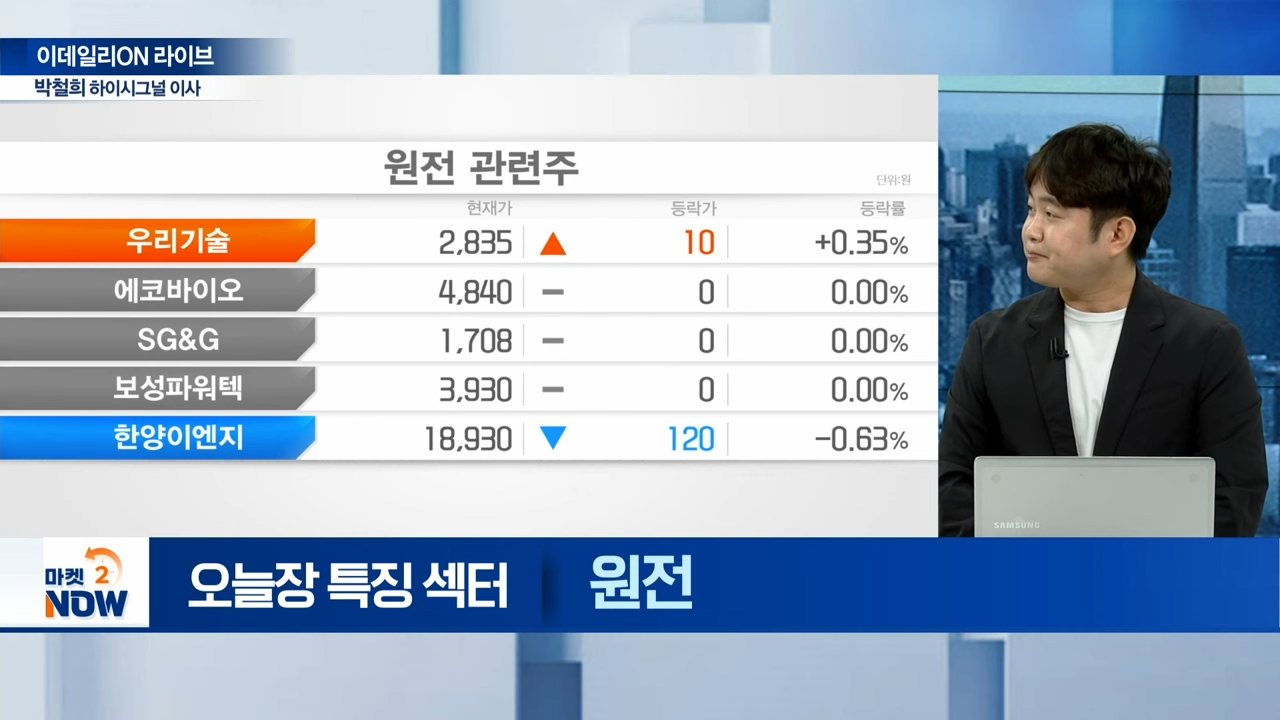 이데일리ON 라이브
박철희 하이시그널 이사
원전 관련주
단위:원
현재가 등락가 등락률
우리기술 2,835 ▲ 10 +0.35%
에코바이오 4,840 - 0 0.00%
SG&G 1,708 - 0 0.00%
보성파워텍 3,930 - 0 0.00%
한양이엔지 18,930 ▼ 120 -0.63%
SAMSUNG
마켓 2
NOW
오늘장 특징 섹터 원전